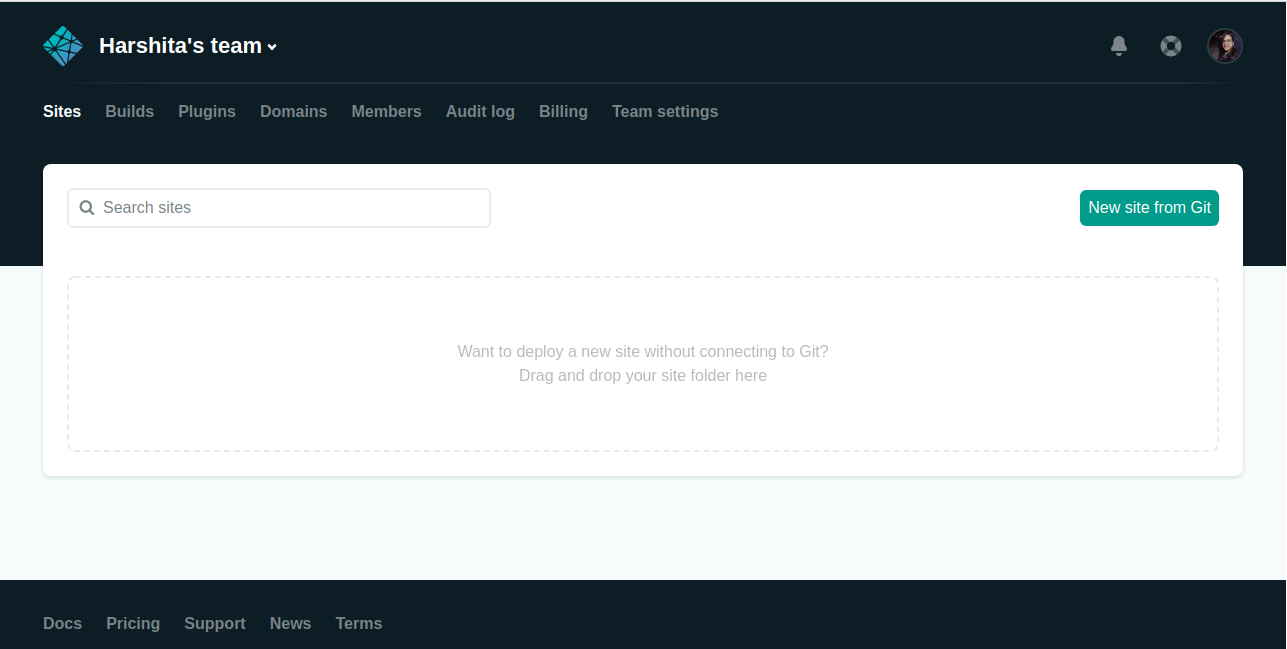 Harshita's team
Sites Builds Plugins Domains Members Audit log Billing Team settings
Search sites
New site from Git
Want to deploy a new site without connecting to Git?
Drag and drop your site folder here
Docs Pricing Support News Terms